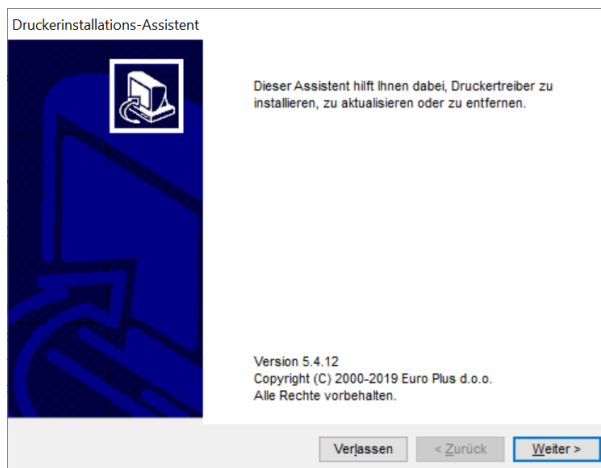 Druckerinstallations-Assistent
Dieser Assistent hilft Ihnen dabei, Druckertreiber zu
installieren, zu aktualisieren oder zu entfernen.
Version 5.4.12
Copyright (C) 2000-2019 Euro Plus d.o.o.
Alle Rechte vorbehalten.
Verlassen < Zurück Weiter >